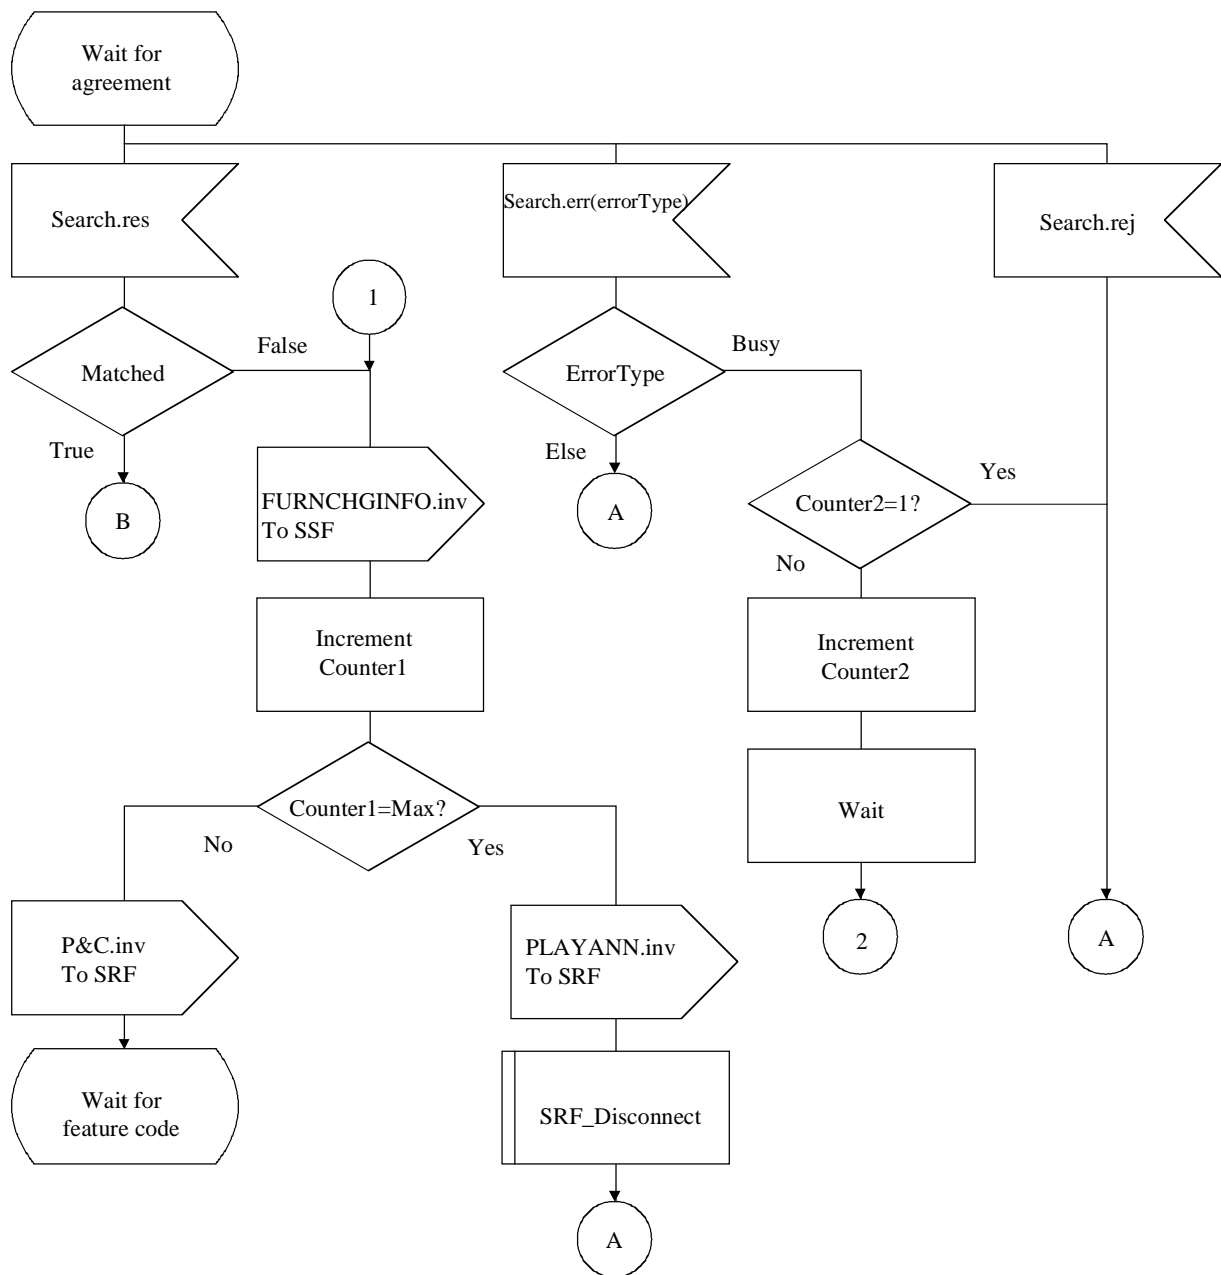 Wait for
agreement
Search.res
Search.err(errorType)
Search.rej
1
Matched
False
True
B
ErrorType
Busy
Else
A
FURNCHGINFO.inv
To SSF
Counter2=1?
Yes
No
Increment
Counter1
Increment
Counter2
Counter1=Max?
No
Yes
Wait
P&C.inv
To SRF
PLAYANN.inv
To SRF
2
A
Wait for
feature code
SRF_Disconnect
A